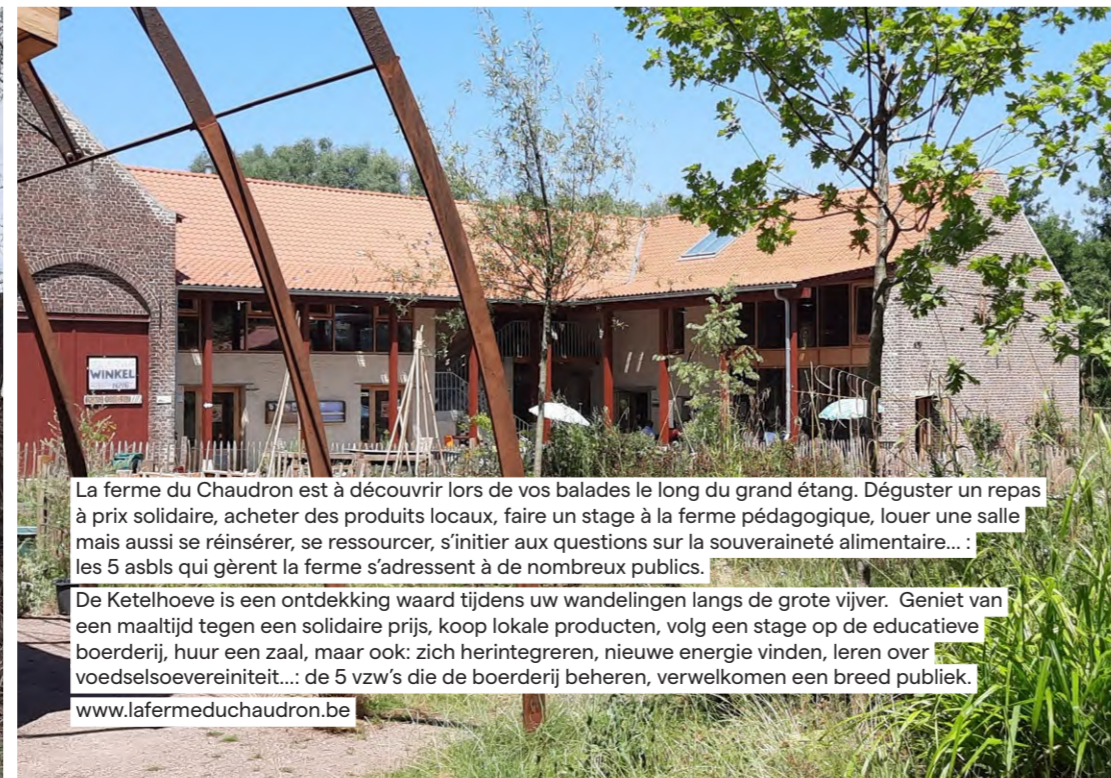 WINKEL
La ferme du Chaudron est à découvrir lors de vos balades le long du grand étang. Déguster un repas
à prix solidaire, acheter des produits locaux, faire un stage à la ferme pédagogique, louer une salle
mais aussi se réinsérer, se ressourcer, s’initier aux questions sur la souveraineté alimentaire... :
les 5 asbls qui gèrent la ferme s’adressent à de nombreux publics.
De Ketelhoeve is een ontdekking waard tijdens uw wandelingen langs de grote vijver. Geniet van
een maaltijd tegen een solidaire prijs, koop lokale producten, volg een stage op de educatieve
boerderij, huur een zaal, maar ook: zich herintegreren, nieuwe energie vinden, leren over
voedselsoevereiniteit...: de 5 vzw’s die de boerderij beheren, verwelkomen een breed publiek.
www.lafermeduchaudron.be